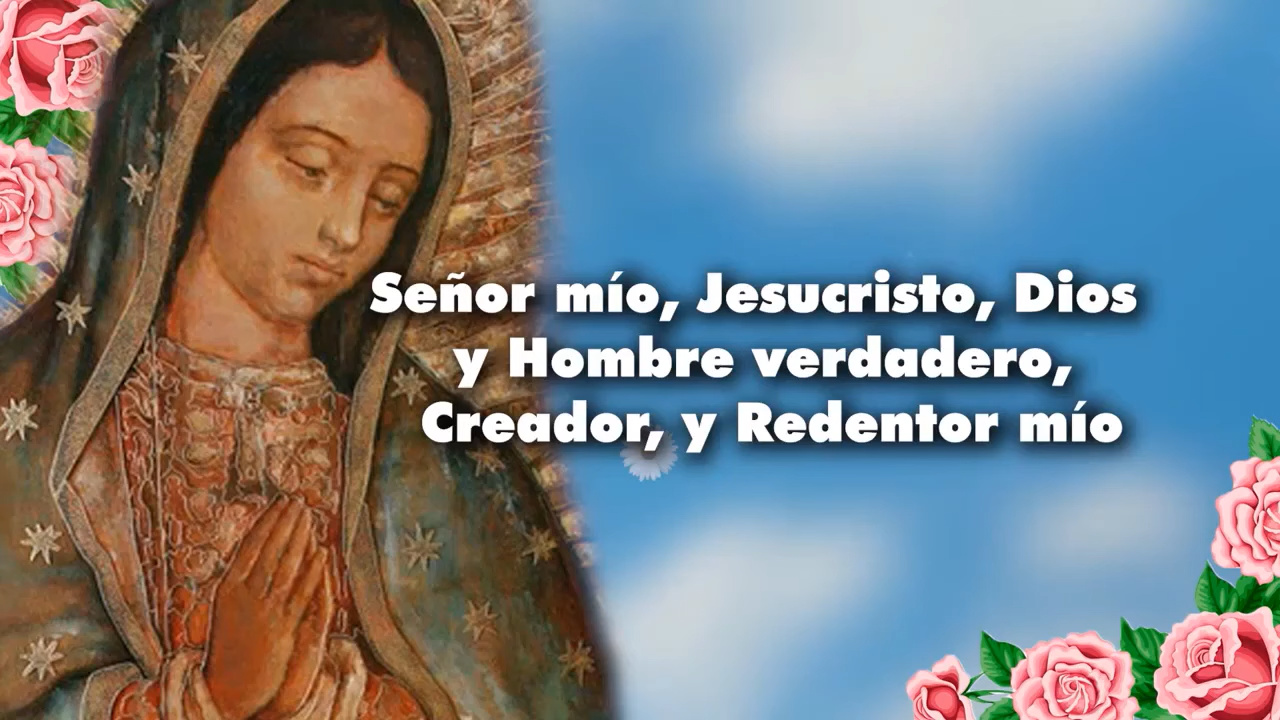 Señor mío, Jesucristo, Dios
y Hombre verdadero,
Creador, y Redentor mío